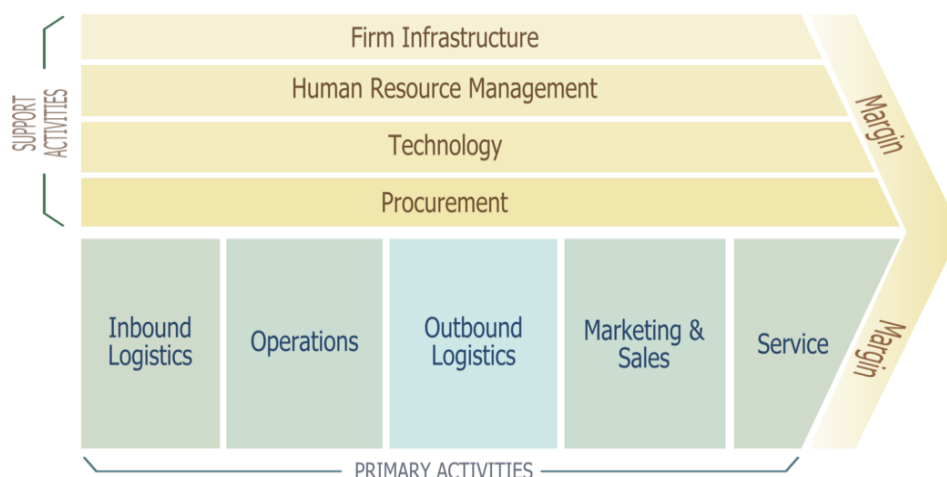 Firm Infrastructure
Human Resource Management
Technology
Procurement
SUPPORT
ACTIVITIES
Margin
Inbound
Logistics
Operations
Outbound
Logistics
Marketing &
Sales
Service
Margin
PRIMARY ACTIVITIES